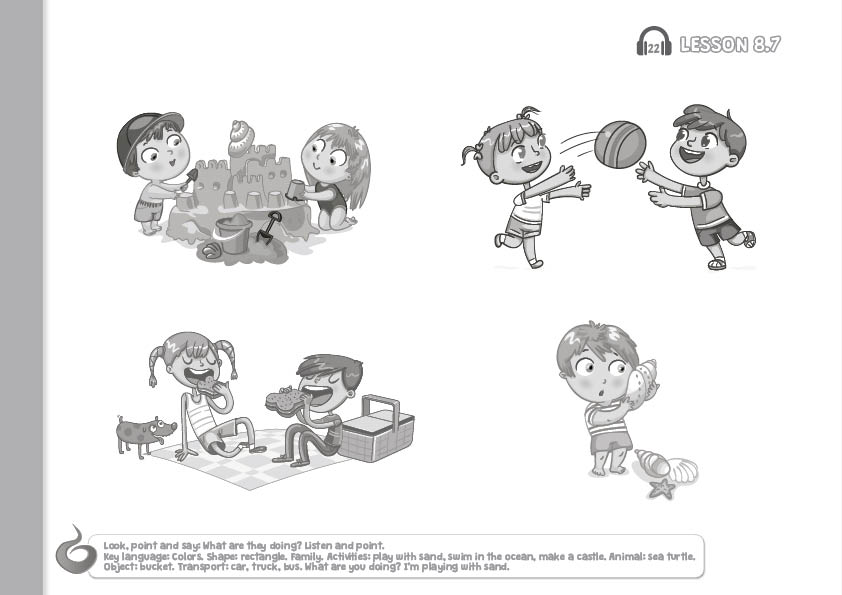 22 LESSON 8.7
Look, point and say: What are they doing? Listen and point.
Key language: Colors. Shape: rectangle. Family. Activities: play with sand, swim in the ocean, make a castle. Animal: sea turtle.
Object: bucket. Transport: car, truck, bus. What are you doing? I'm playing with sand.